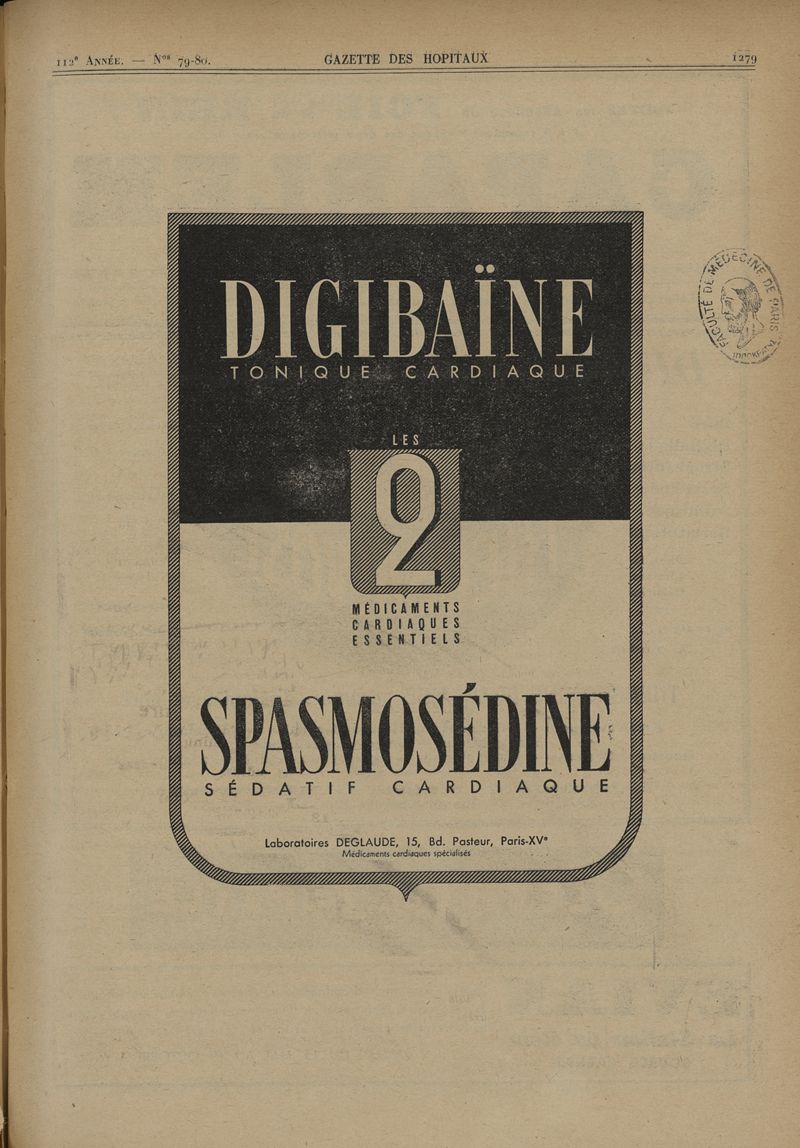 112ᵉ ANNÉE. — Nᵒˢ 79-80.
GAZETTE DES HOPITAUX
1279
FACULTÉ DE MÉDECINE DE PARIS
DIGIBAÏNE
TONIQUE CARDIAQUE
LES
2
MÉDICAMENTS
CARDIAQUES
ESSENTIELS
SPASMOSÉDINE
SÉDATIF CARDIAQUE
Laboratoires DEGLAUDE, 15, Bd. Pasteur, Paris-XVᵉ
Médicaments cardiaques spécialisés